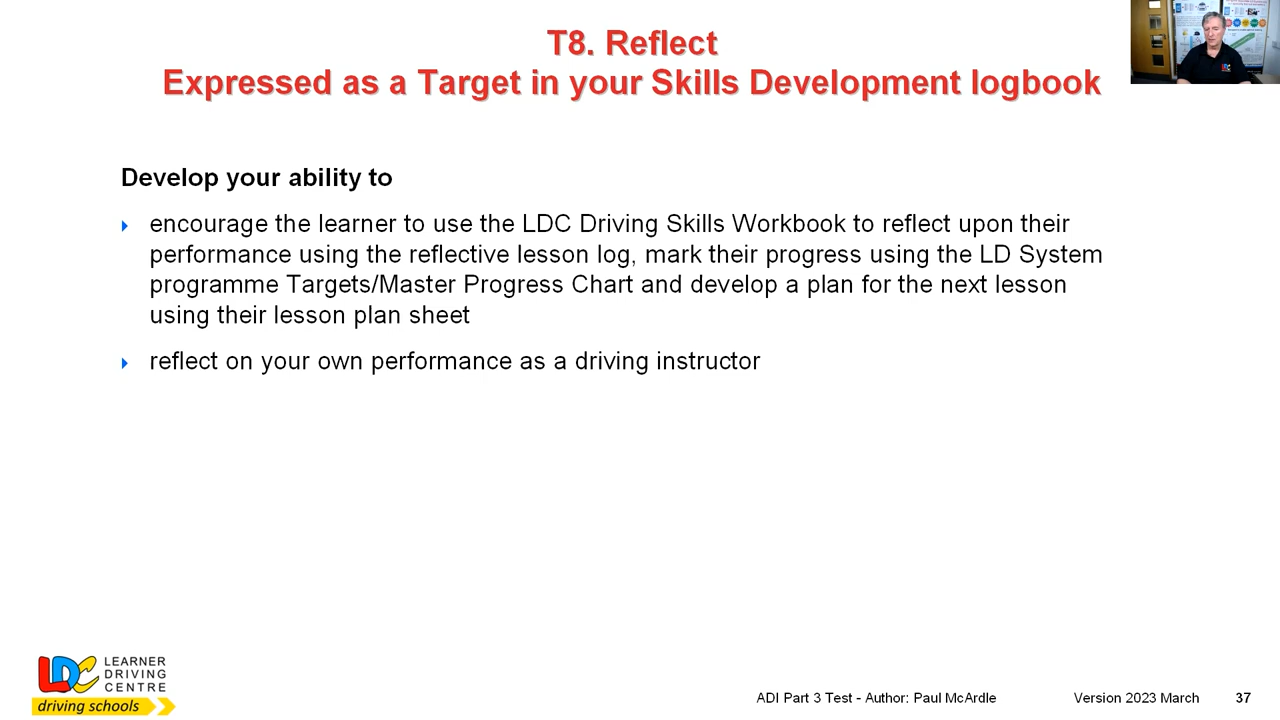 T8. Reflect
Expressed as a Target in your Skills Development logbook
Develop your ability to
encourage the learner to use the LDC Driving Skills Workbook to reflect upon their
performance using the reflective lesson log, mark their progress using the LD System
programme Targets/Master Progress Chart and develop a plan for the next lesson
using their lesson plan sheet
reflect on your own performance as a driving instructor
LDC LEARNER
DRIVING
CENTRE
driving schools
ADI Part 3 Test - Author: Paul McArdle Version 2023 March 37